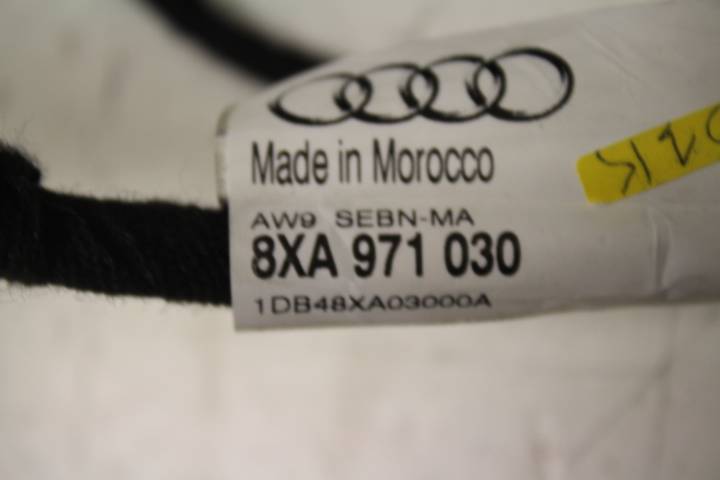 Made in Morocco
AW9 SEBN-MA
8XA 971 030
1DB48XA03000A